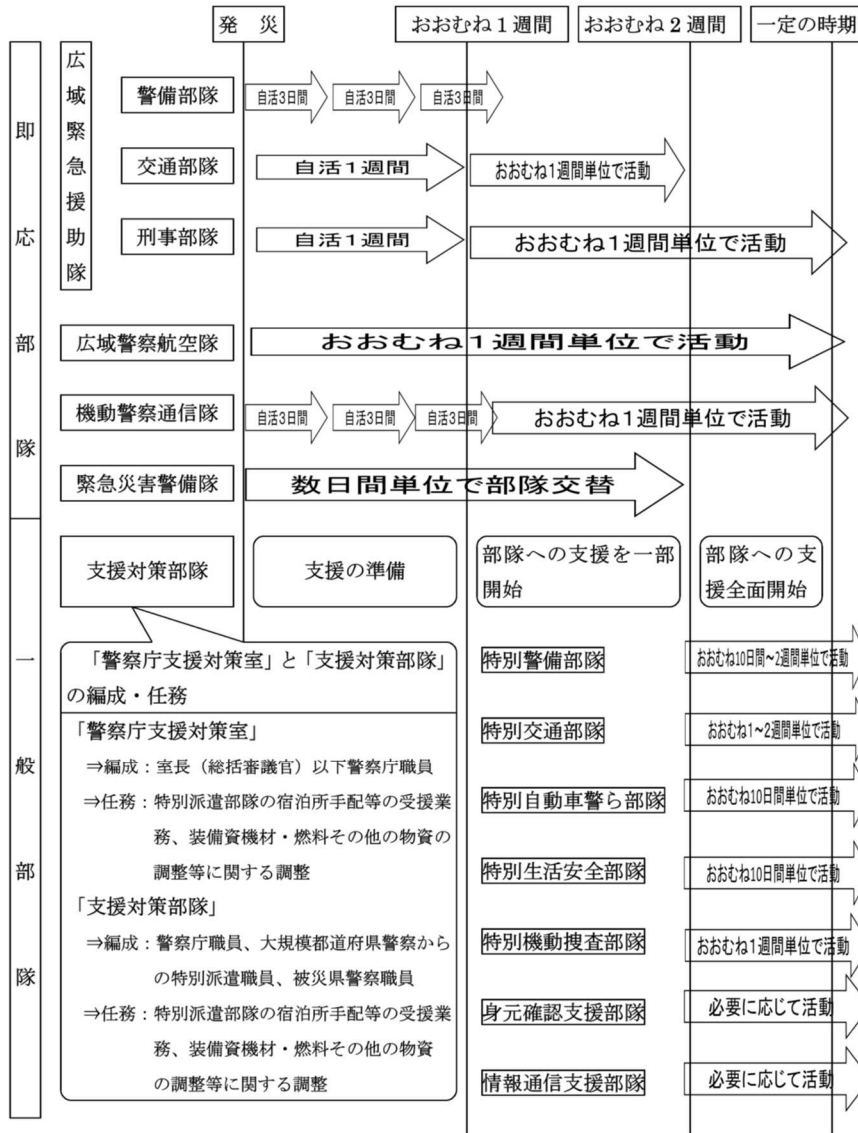 発 災
おおむね1週間
おおむね2週間
一定の時期
即応部隊
広域緊急援助隊
警備部隊
自活3日間
自活3日間
自活3日間
交通部隊
自活1週間
おおむね1週間単位で活動
刑事部隊
自活1週間
おおむね1週間単位で活動
広域警察航空隊
おおむね1週間単位で活動
機動警察通信隊
自活3日間
自活3日間
自活3日間
おおむね1週間単位で活動
緊急災害警備隊
数日間単位で部隊交替
一般部隊
支援対策部隊
支援の準備
部隊への支援を一部
開始
部隊への支
援全面開始
「警察庁支援対策室」と「支援対策部隊」
の編成・任務
「警察庁支援対策室」
⇒編成：室長（総括審議官）以下警察庁職員
⇒任務：特別派遣部隊の宿泊所手配等の受援業
務、装備資機材・燃料その他の物資の
調整等に関する調整
「支援対策部隊」
⇒編成：警察庁職員、大規模都道府県警察から
の特別派遣職員、被災県警察職員
⇒任務：特別派遣部隊の宿泊所手配等の受援業
務、装備資機材・燃料その他の物資
の調整等に関する調整
特別警備部隊
おおむね10日間～2週間単位で活動
特別交通部隊
おおむね1～2週間単位で活動
特別自動車警ら部隊
おおむね10日間単位で活動
特別生活安全部隊
おおむね10日間単位で活動
特別機動捜査部隊
おおむね1週間単位で活動
身元確認支援部隊
必要に応じて活動
情報通信支援部隊
必要に応じて活動